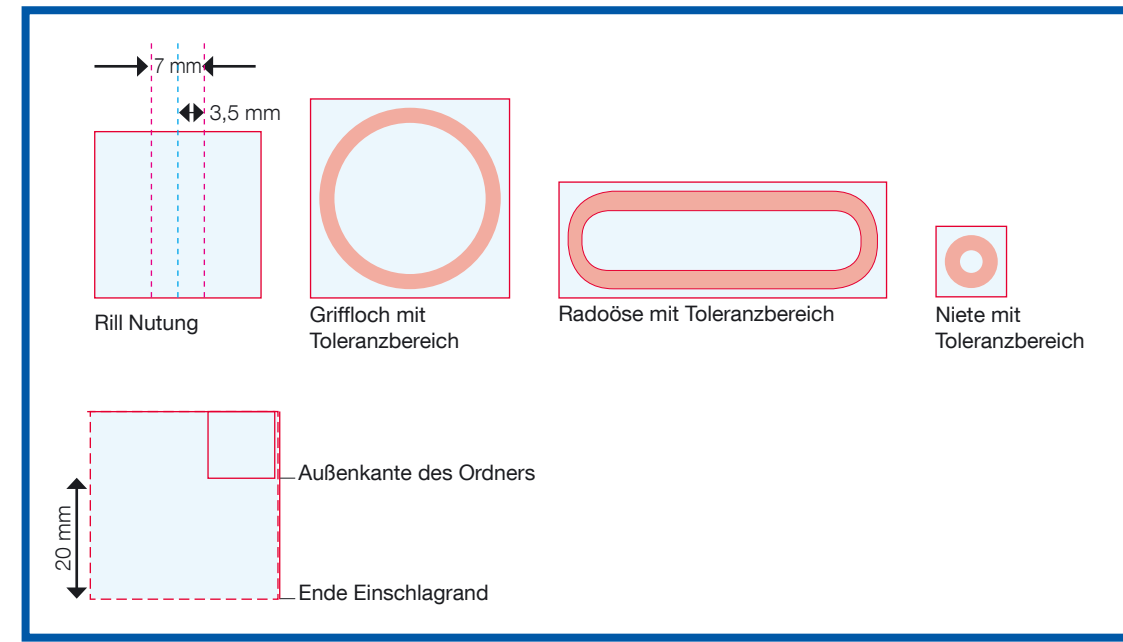 7 mm
3,5 mm
Rill Nutung
Griffloch mit
Toleranzbereich
Radoöse mit Toleranzbereich
Niete mit
Toleranzbereich
Außenkante des Ordners
20 mm
Ende Einschlagrand